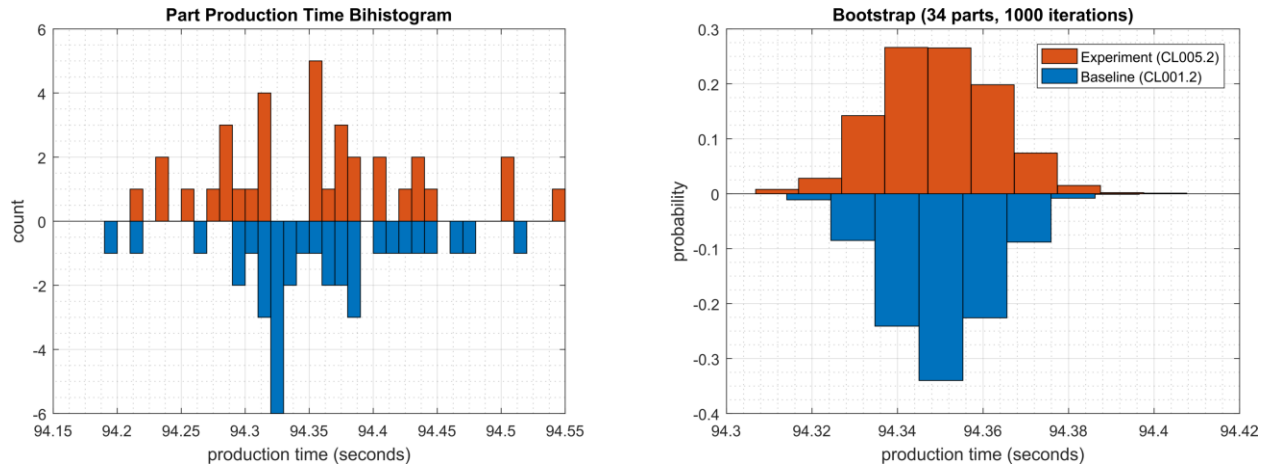 Part Production Time Bihistogram
6
4
2
0
-2
-4
-6
count
94.15 94.2 94.25 94.3 94.35 94.4 94.45 94.5 94.55
production time (seconds)
Bootstrap (34 parts, 1000 iterations)
0.3
0.2
0.1
0
-0.1
-0.2
-0.3
-0.4
probability
Experiment (CL005.2)
Baseline (CL001.2)
94.3 94.32 94.34 94.36 94.38 94.4 94.42
production time (seconds)